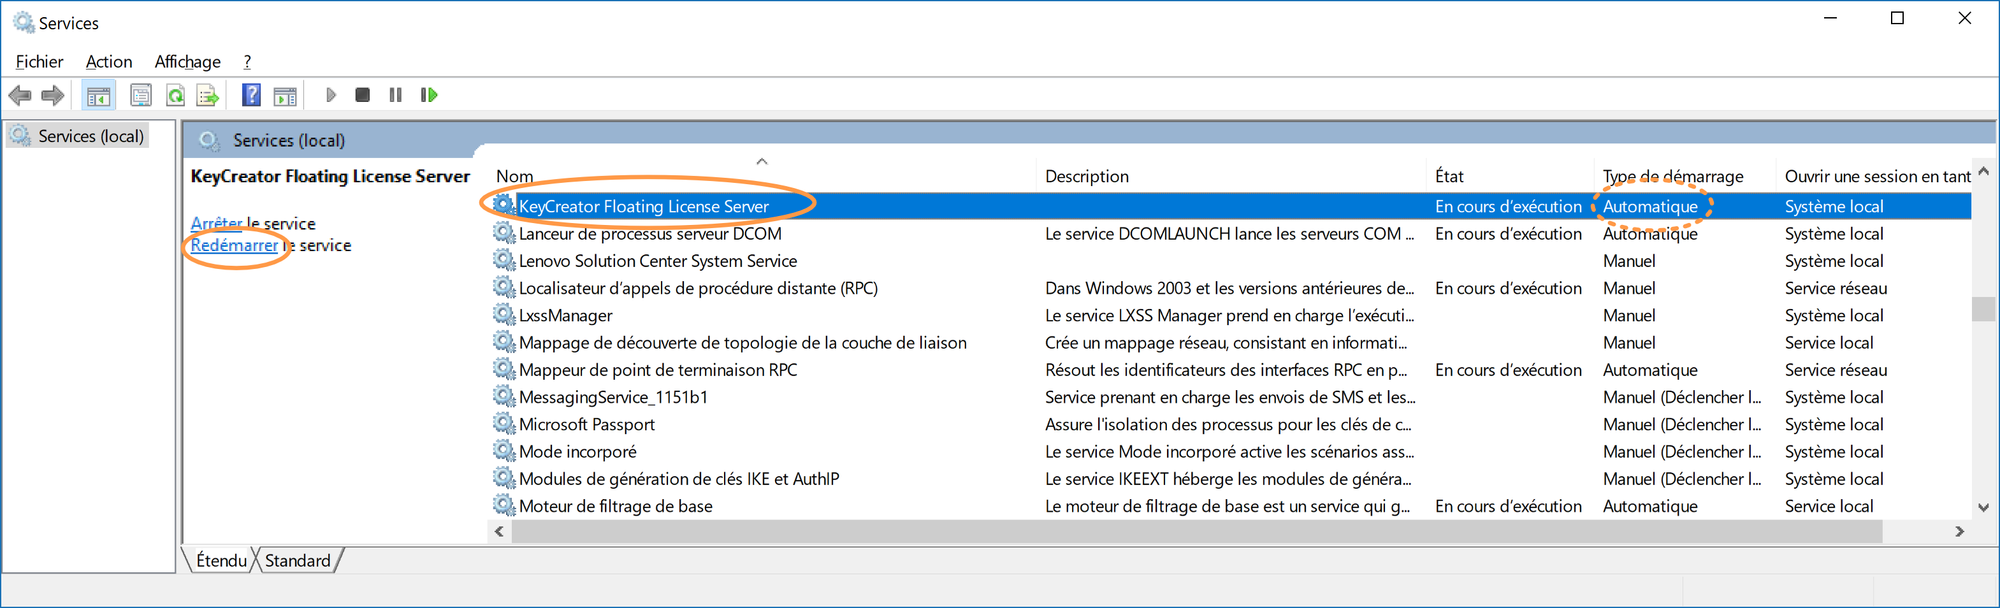 Services
Fichier Action Affichage ?
Services (local)
Services (local)
KeyCreator Floating License Server
Arrêter le service
Redémarrer le service
Nom Description État Type de démarrage Ouvrir une session en tant
KeyCreator Floating License Server En cours d’exécution Automatique Système local
Lanceur de processus serveur DCOM Le service DCOMLAUNCH lance les serveurs COM ... En cours d’exécution Automatique Système local
Lenovo Solution Center System Service Manuel Système local
Localisateur d’appels de procédure distante (RPC) Dans Windows 2003 et les versions antérieures de... En cours d’exécution Manuel Service réseau
LxssManager Le service LXSS Manager prend en charge l’exécuti... Manuel Système local
Mappage de découverte de topologie de la couche de liaison Crée un mappage réseau, consistant en informati... Manuel Service local
Mappeur de point de terminaison RPC Résout les identificateurs des interfaces RPC en p... En cours d’exécution Automatique Service réseau
MessagingService_1151b1 Service prenant en charge les envois de SMS et les... Manuel (Déclencher l... Système local
Microsoft Passport Assure l'isolation des processus pour les clés de c... Manuel (Déclencher l... Système local
Mode incorporé Le service Mode incorporé active les scénarios ass... Manuel (Déclencher l... Système local
Modules de génération de clés IKE et AuthIP Le service IKEEXT héberge les modules de généra... Manuel (Déclencher l... Système local
Moteur de filtrage de base Le moteur de filtrage de base est un service qui g... En cours d’exécution Automatique Service local
Étendu Standard